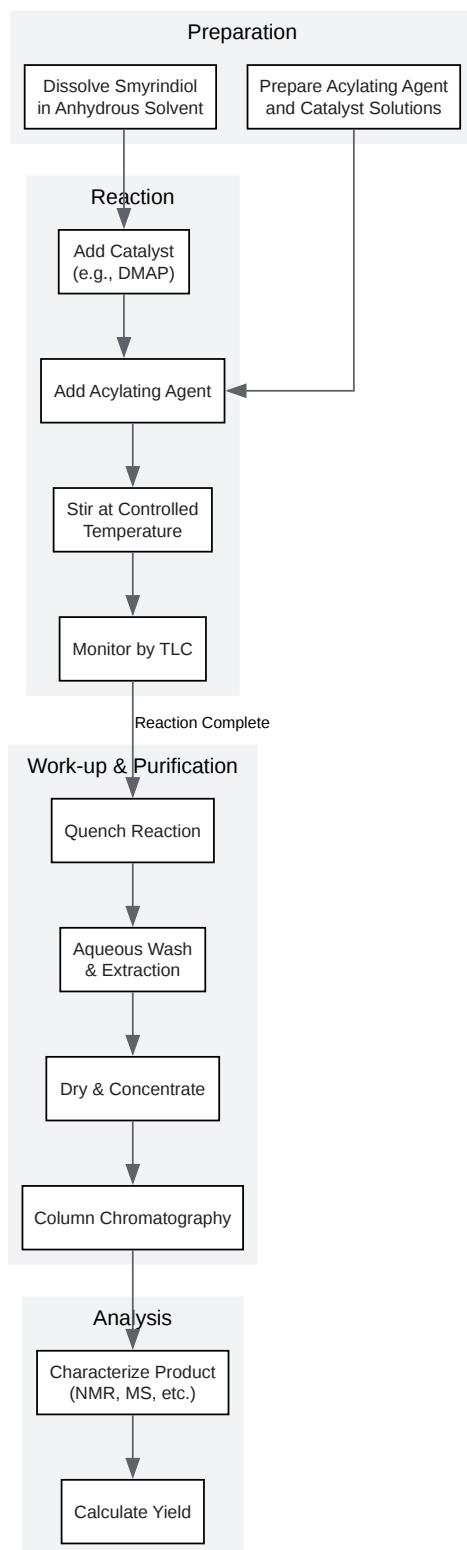 Preparation
Dissolve Smyrindiol
in Anhydrous Solvent
Prepare Acylating Agent
and Catalyst Solutions
Reaction
Add Catalyst
(e.g., DMAP)
Add Acylating Agent
Stir at Controlled
Temperature
Monitor by TLC
Reaction Complete
Work-up & Purification
Quench Reaction
Aqueous Wash
& Extraction
Dry & Concentrate
Column Chromatography
Analysis
Characterize Product
(NMR, MS, etc.)
Calculate Yield